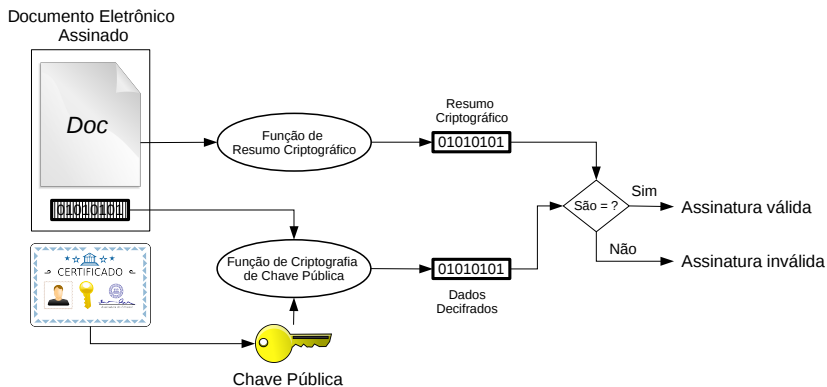 Documento Eletrônico
Assinado
Doc
Função de
Resumo Criptográfico
Resumo
Criptográfico
01010101
São = ?
Sim
Assinatura válida
Não
Assinatura inválida
01010101
CERTIFICADO
Função de Criptografia
de Chave Pública
01010101
Dados
Decifrados
Chave Pública